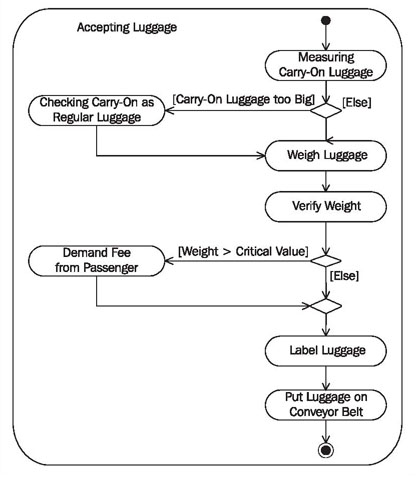 Accepting Luggage
Measuring
Carry-On Luggage
[Carry-On Luggage too Big]
[Else]
Checking Carry-On as
Regular Luggage
Weigh Luggage
Verify Weight
[Weight > Critical Value]
Demand Fee
from Passenger
[Else]
Label Luggage
Put Luggage on
Conveyor Belt